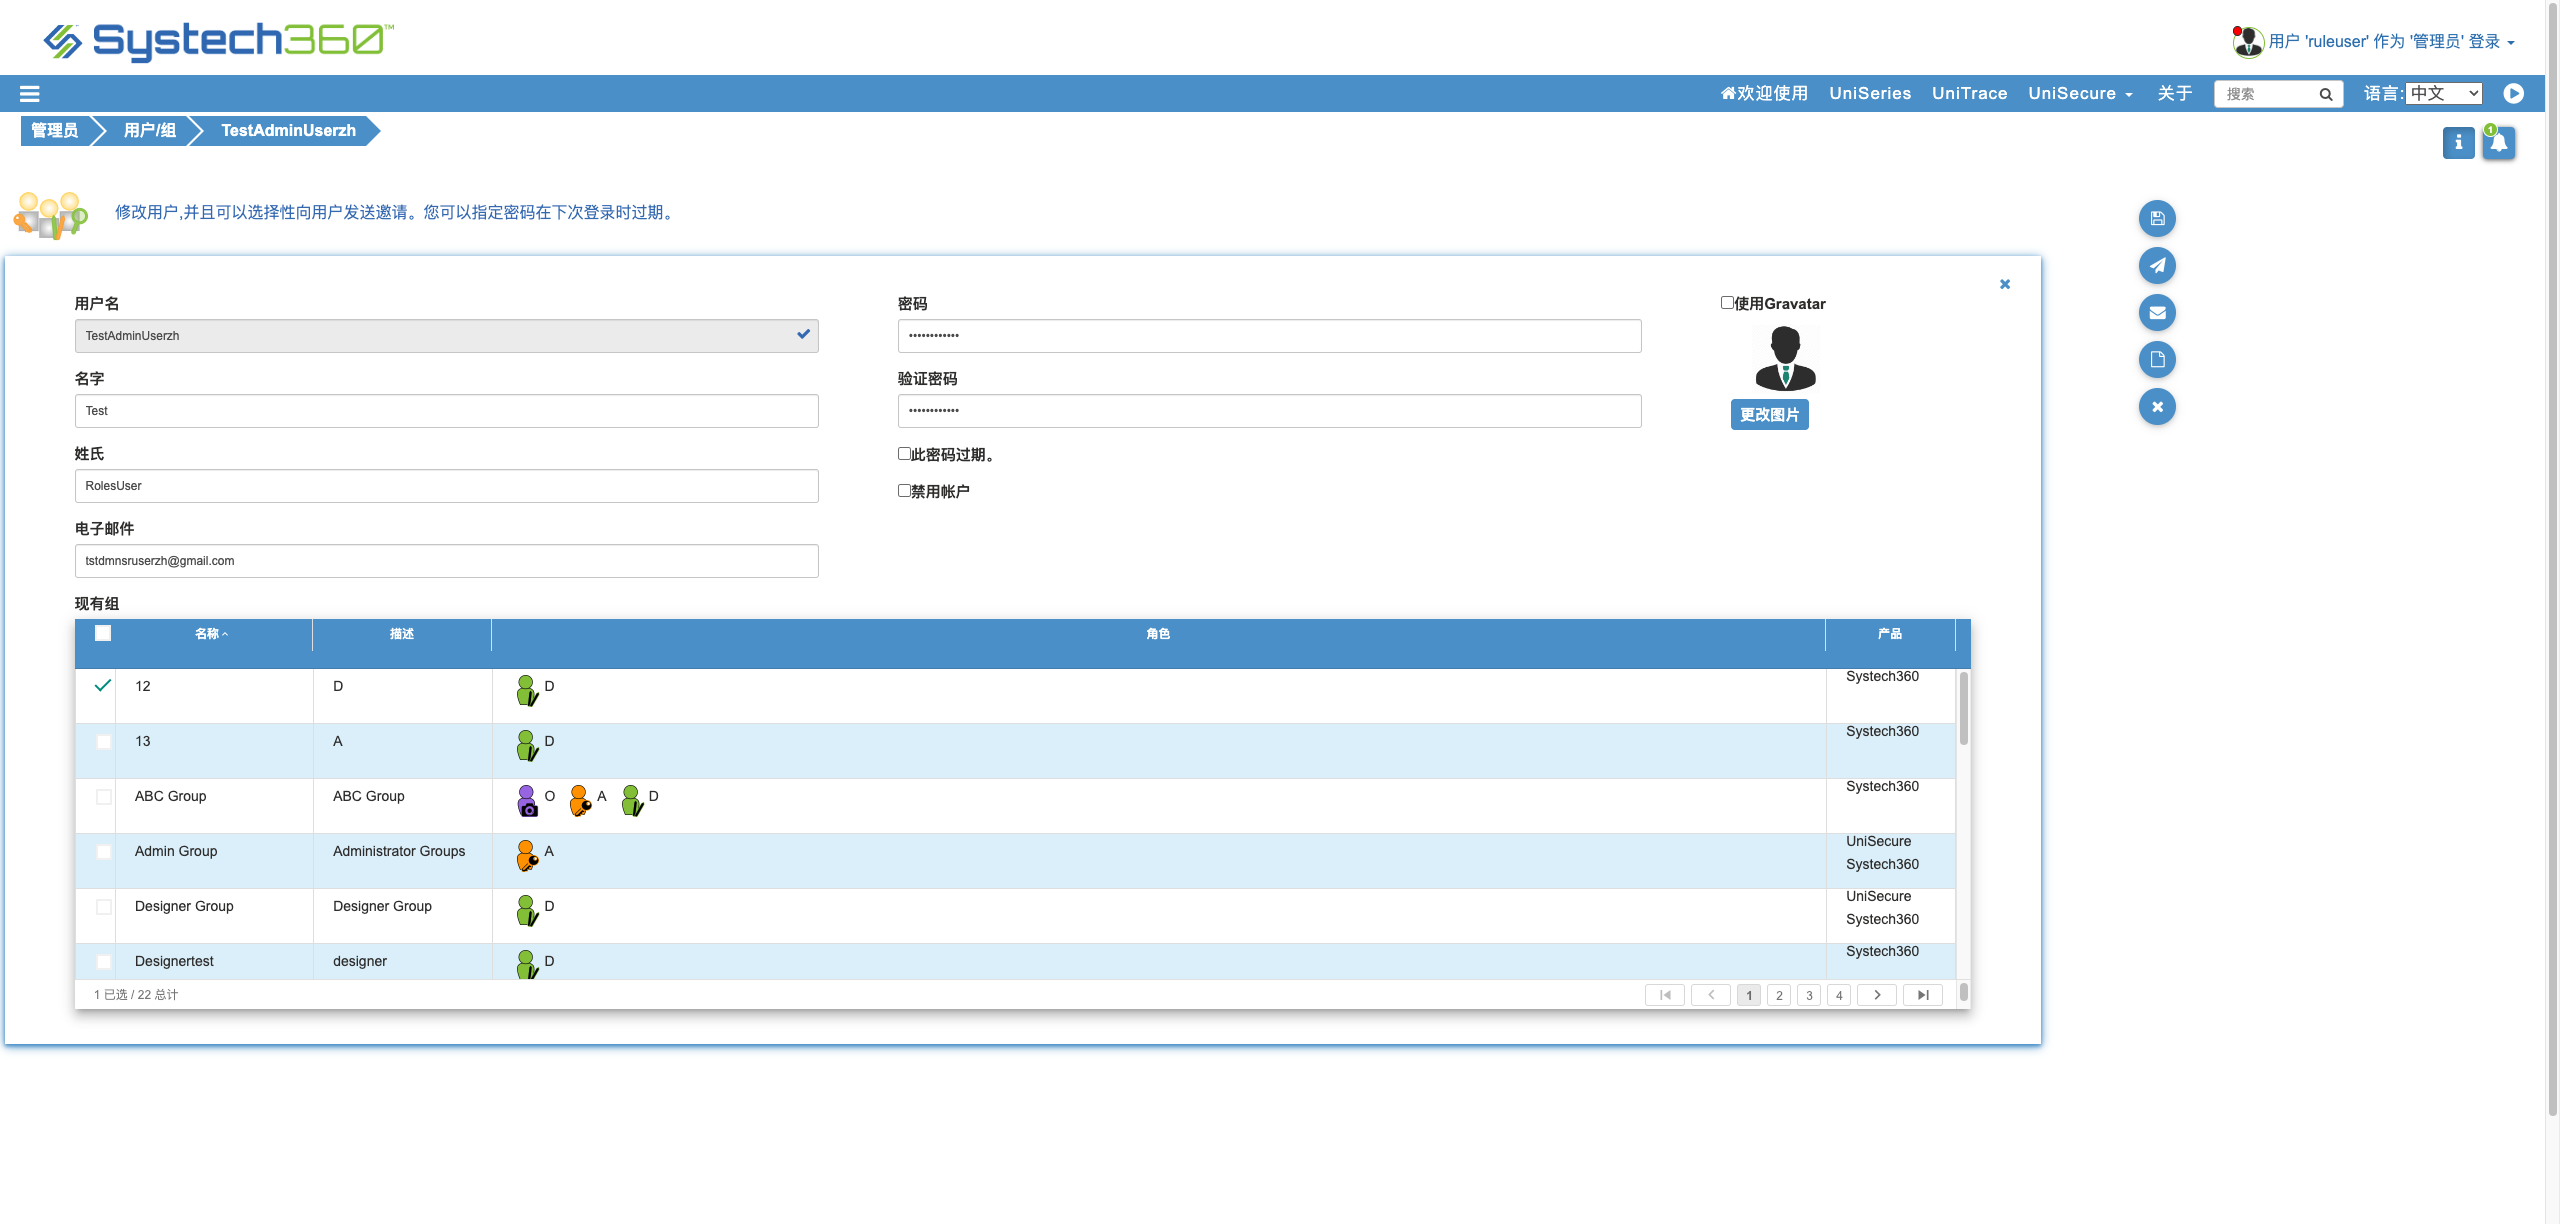 Systech360™
用户 'ruleuser' 作为 '管理员' 登录
欢迎使用 UniSeries UniTrace UniSecure 关于 搜索 语言: 中文
管理员 用户/组 TestAdminUserzh
1
修改用户,并且可以选择性向用户发送邀请。您可以指定密码在下次登录时过期。
用户名 密码 使用Gravatar
TestAdminUserzh ••••••••••••
名字 验证密码
Test ••••••••••••
更改图片
姓氏 此密码过期。
RolesUser 禁用帐户
电子邮件
tstdmnsruserzh@gmail.com
现有组
名称 描述 角色 产品
12 D D Systech360
13 A D Systech360
ABC Group ABC Group O A D Systech360
Admin Group Administrator Groups A UniSecure
Systech360
Designer Group Designer Group D UniSecure
Systech360
Designertest designer D Systech360
1 已选 / 22 总计 1 2 3 4